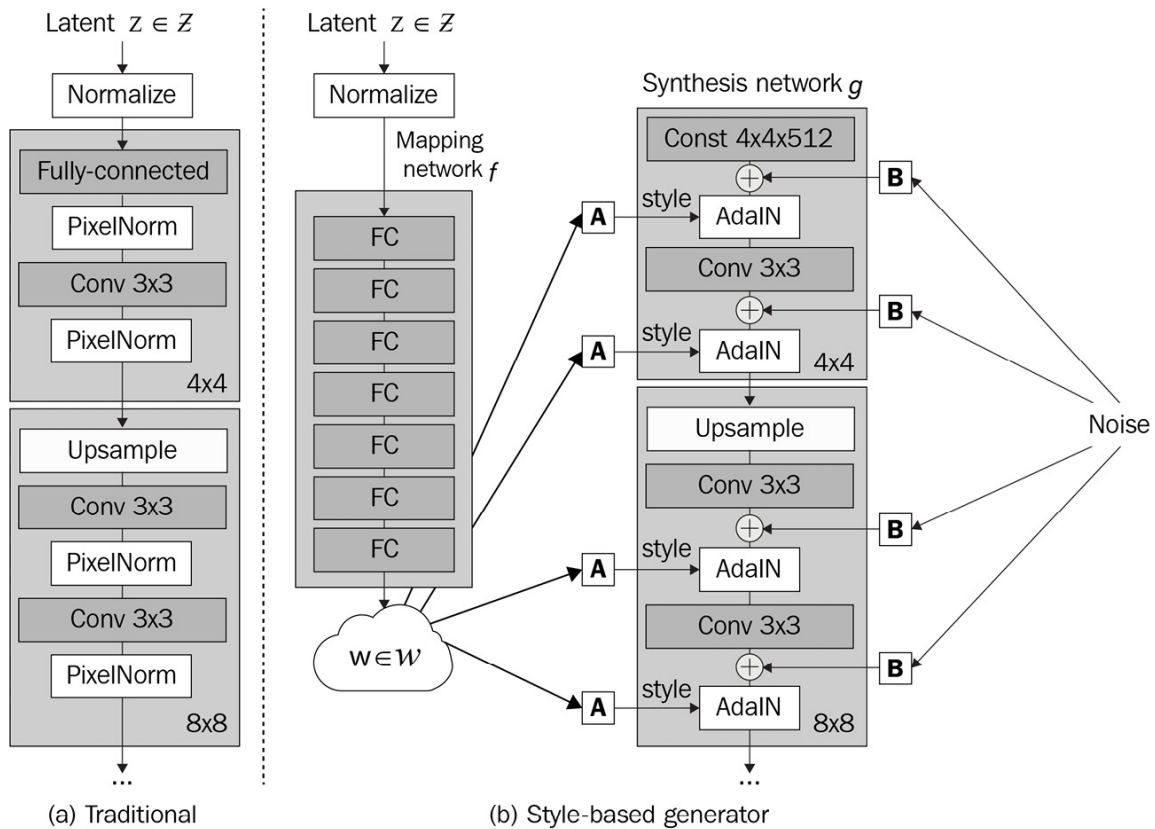 Latent z ∈ Z
Normalize
Fully-connected
PixelNorm
Conv 3x3
PixelNorm
4x4
Upsample
Conv 3x3
PixelNorm
Conv 3x3
PixelNorm
8x8
...
(a) Traditional
Latent z ∈ Z
Normalize
Mapping
network f
FC
FC
FC
FC
FC
FC
FC
w ∈ W
A
A
A
A
Synthesis network g
Const 4x4x512
B
style
AdaIN
Conv 3x3
B
style
AdaIN
4x4
Upsample
Conv 3x3
B
style
AdaIN
Conv 3x3
B
style
AdaIN
8x8
...
Noise
(b) Style-based generator